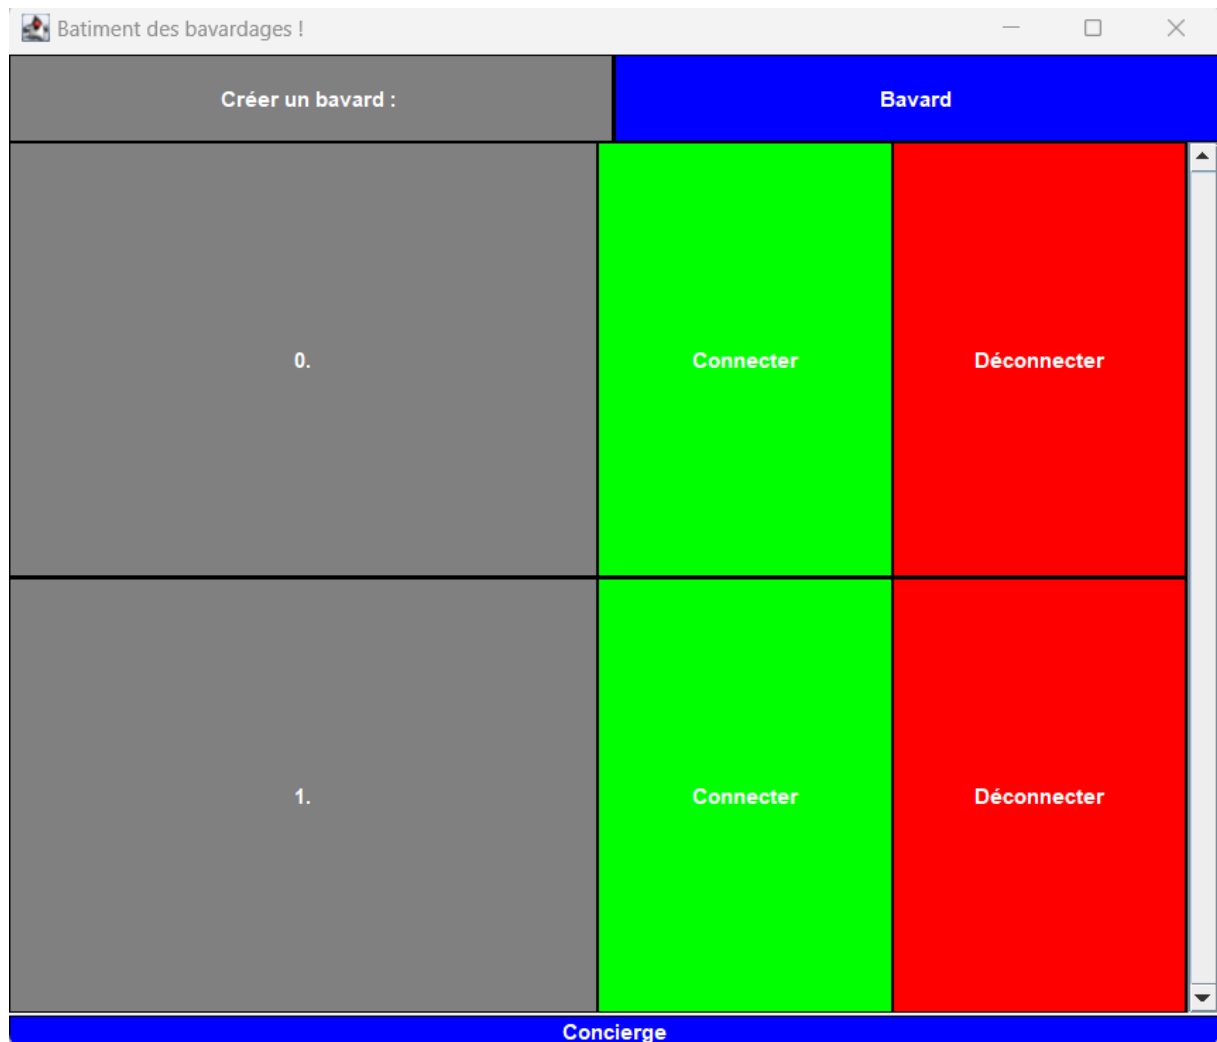 Batiment des bavardages !
Créer un bavard :
Bavard
0.
Connecter
Déconnecter
1.
Connecter
Déconnecter
Concierge